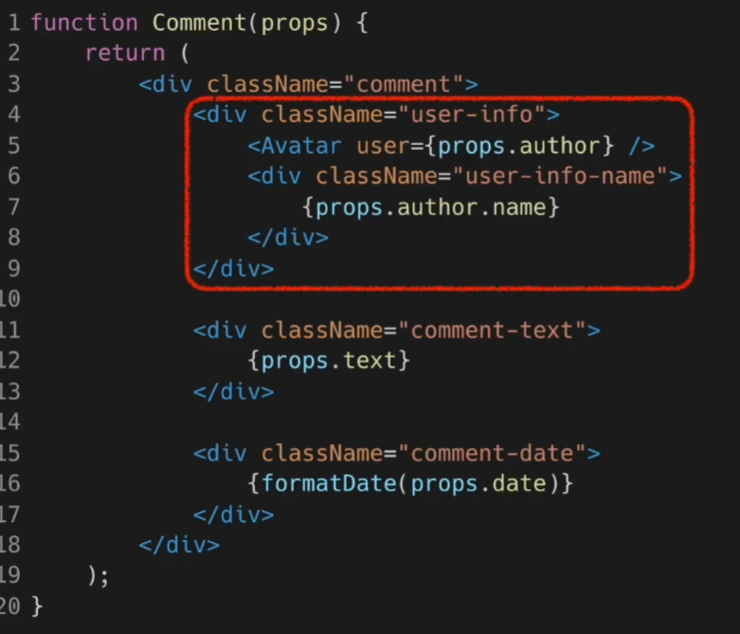 1 function Comment(props) {
2     return (
3         <div className="comment">
4             <div className="user-info">
5                 <Avatar user={props.author} />
6                 <div className="user-info-name">
7                     {props.author.name}
8                 </div>
9             </div>
10
11             <div className="comment-text">
12                 {props.text}
13             </div>
14
15             <div className="comment-date">
16                 {formatDate(props.date)}
17             </div>
18         </div>
19     );
20 }